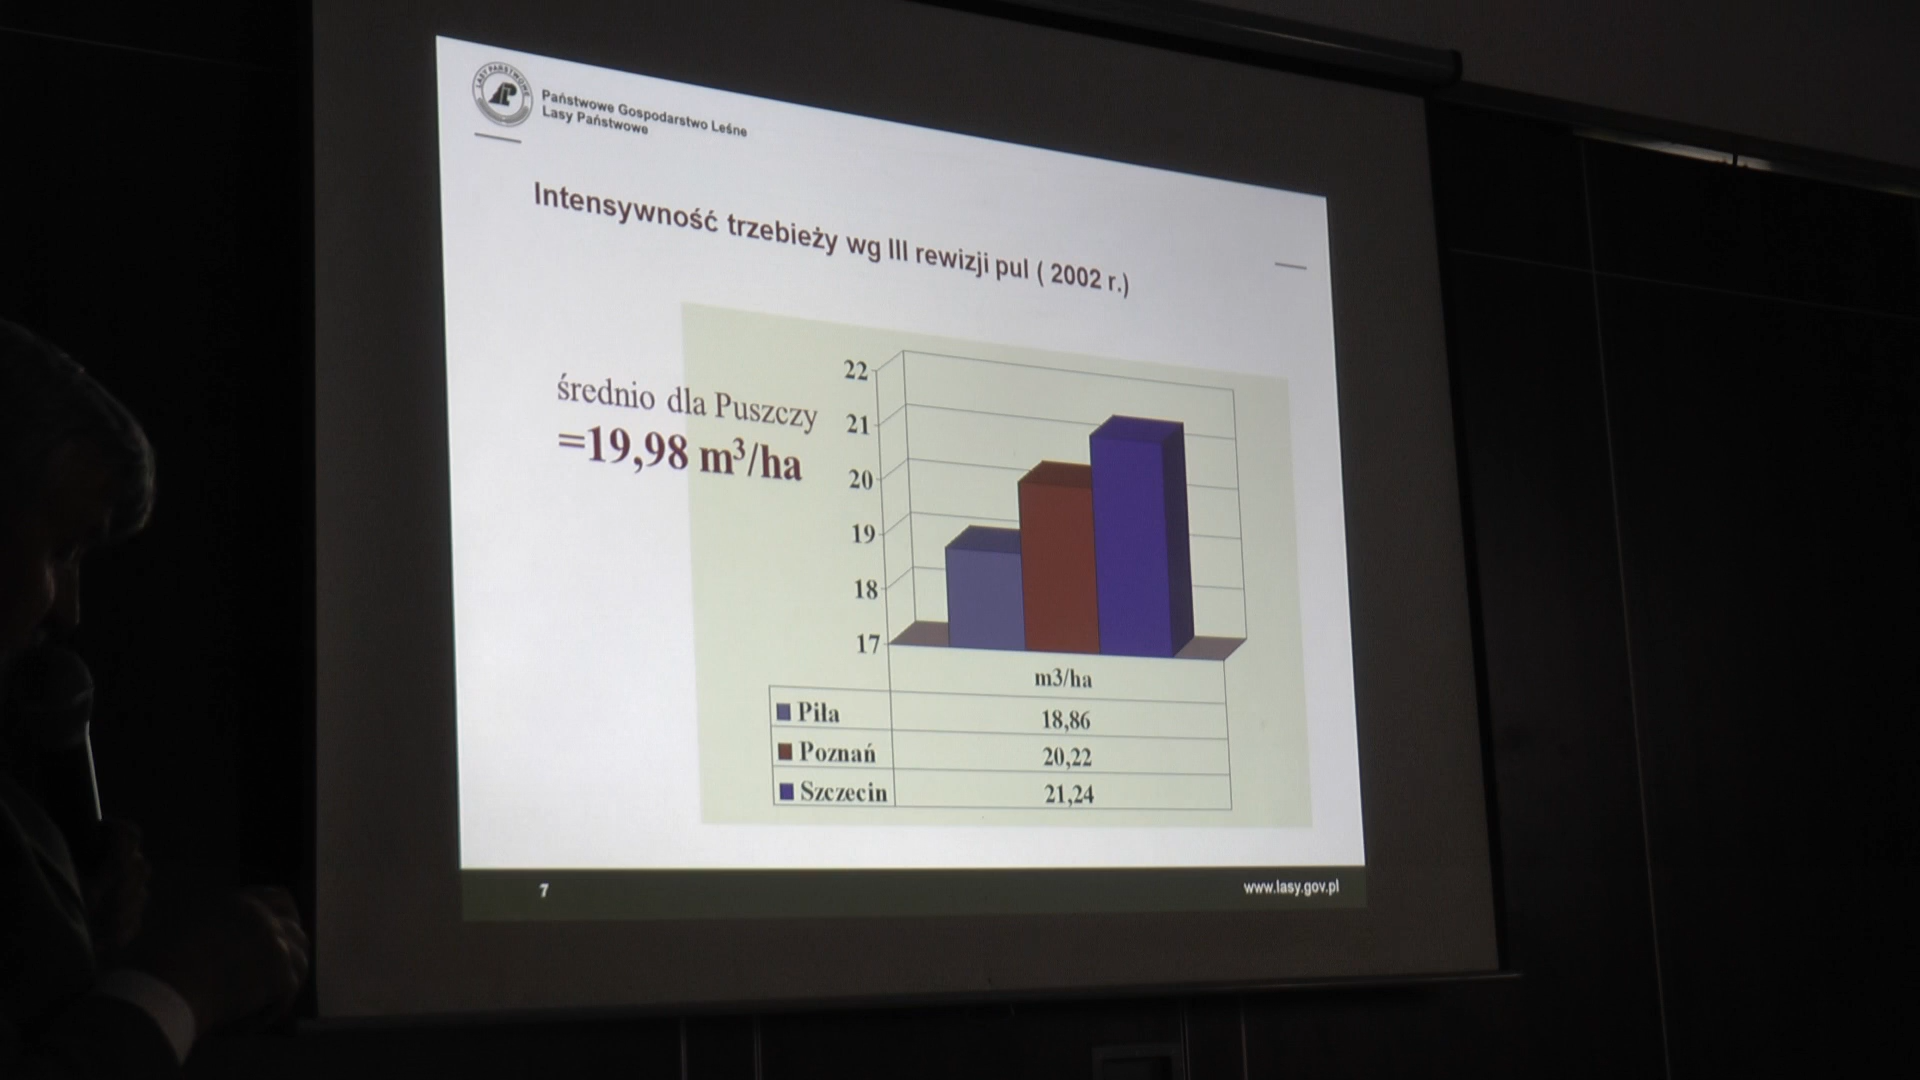 LASY PAŃSTWOWE
Państwowe Gospodarstwo Leśne
Lasy Państwowe
Intensywność trzebieży wg III rewizji pul ( 2002 r.)
średnio dla Puszczy
=19,98 m³/ha
22
21
20
19
18
17
m3/ha
Piła 18,86
Poznań 20,22
Szczecin 21,24
7
www.lasy.gov.pl